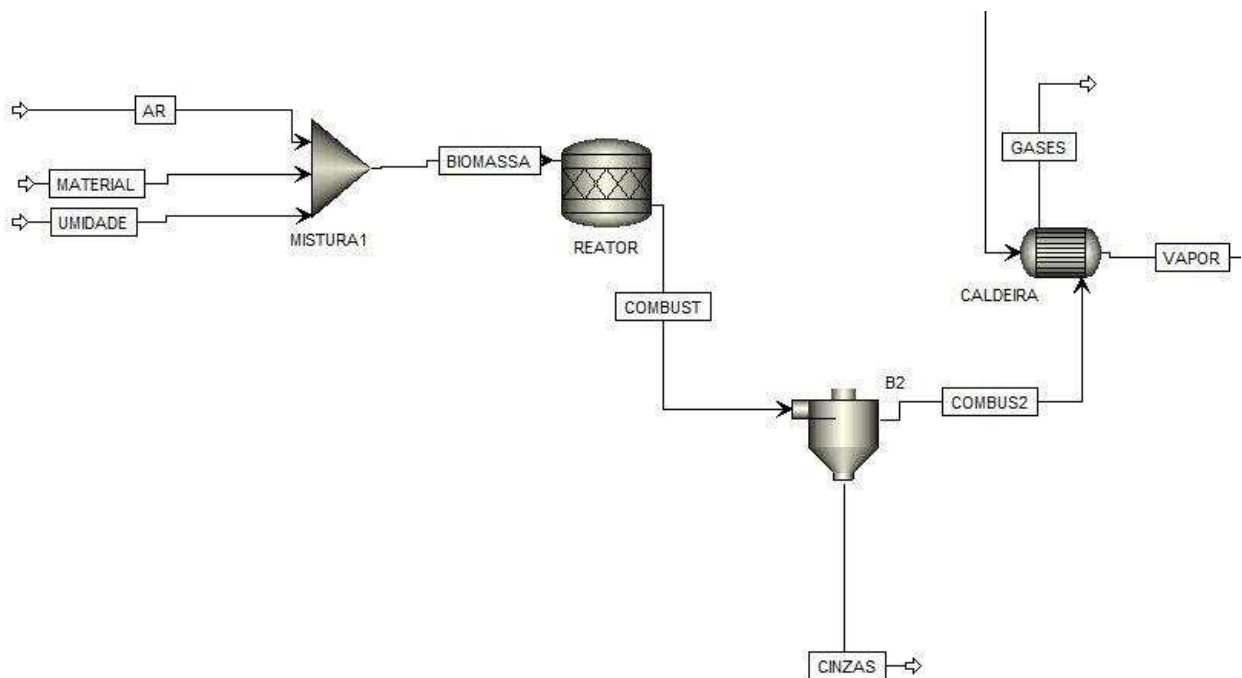 AR
MATERIAL
UMIDADE
MISTURA1
BIOMASSA
REATOR
COMBUST
B2
COMBUS2
CINZAS
CALDEIRA
GASES
VAPOR